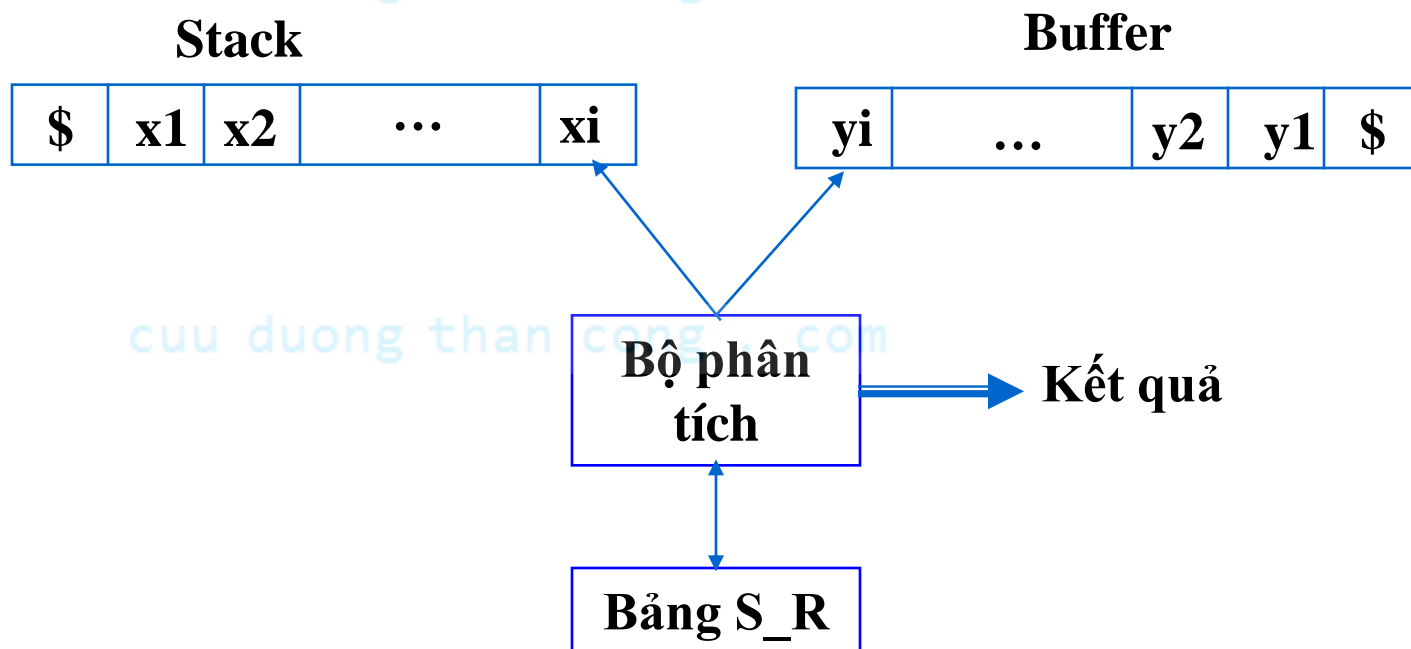 Stack
Buffer
$ x1 x2 ... xi
yi ... y2 y1 $
cuu duong than cong . com
Bộ phân
tích
Kết quả
Bảng S_R